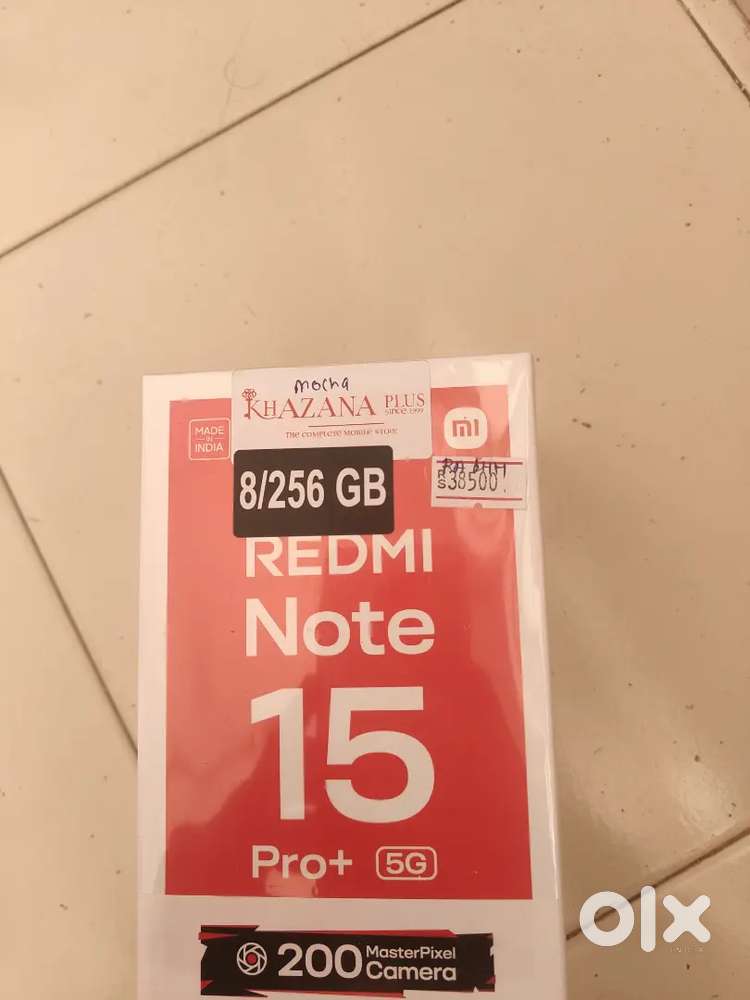 mocha
KHAZANA PLUS
Since 1999
THE COMPLETE MOBILE STORE
MADE
IN
INDIA
mi
8/256 GB
RS 38500
REDMI
Note
15
Pro+ 5G
200 MasterPixel
Camera
olx
INDIA